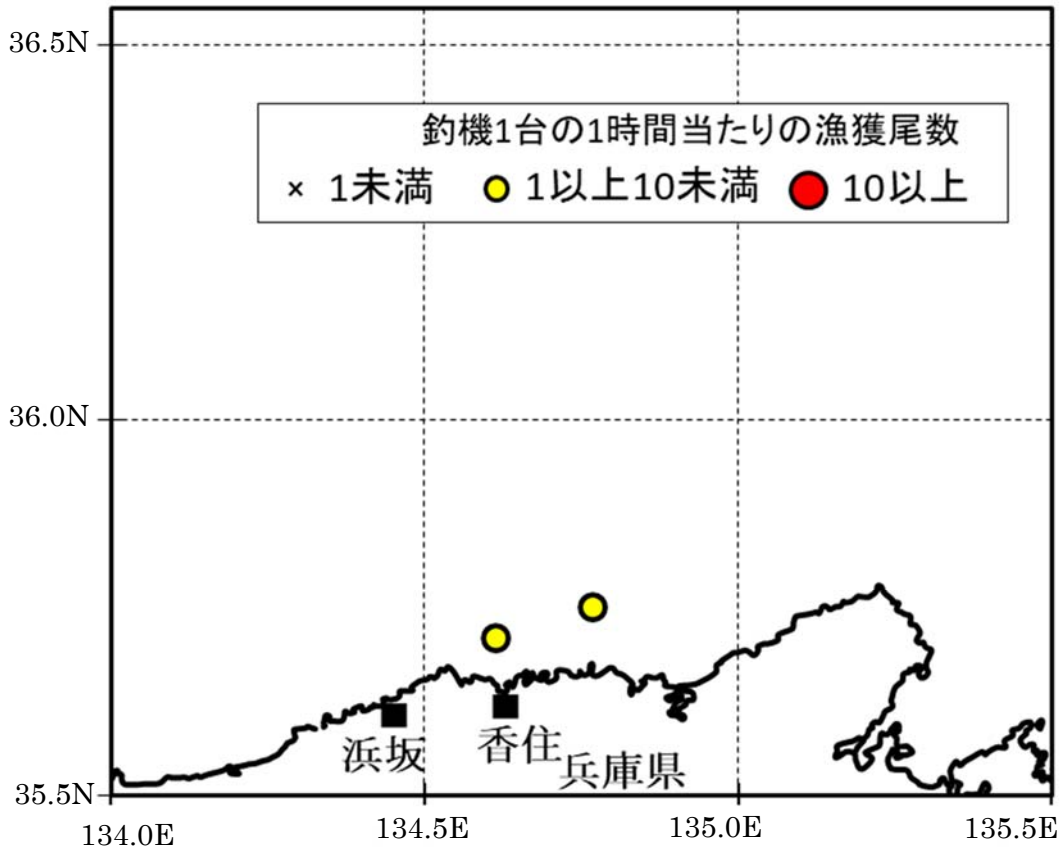 36.5N
釣機1台の1時間当たりの漁獲尾数
× 1未満 1以上10未満 10以上
36.0N
浜坂 香住 兵庫県
35.5N
134.0E 134.5E 135.0E 135.5E